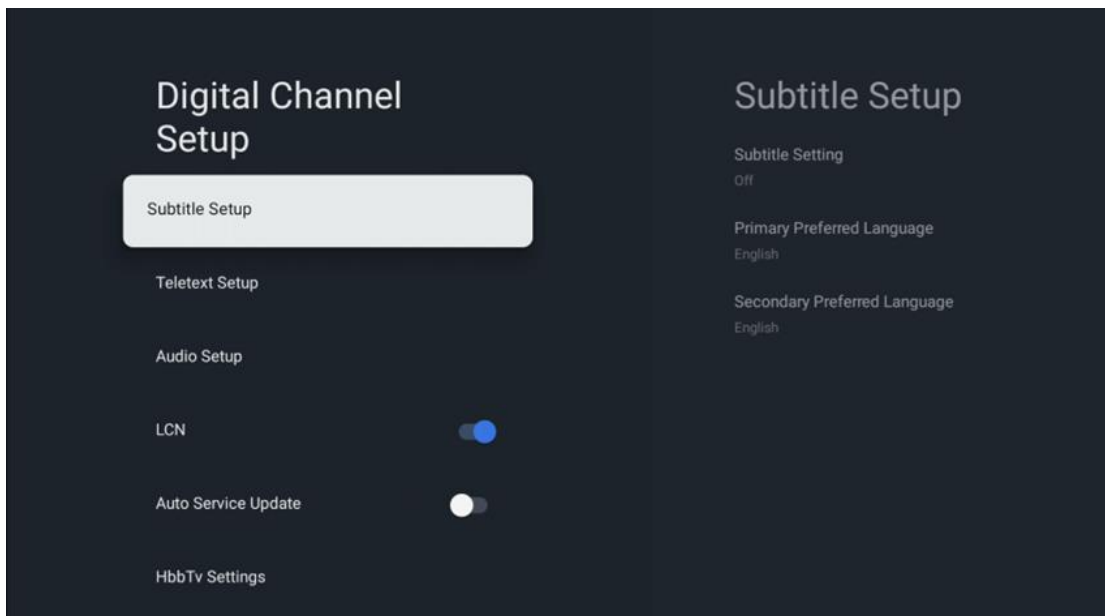 Digital Channel
Setup
Subtitle Setup
Teletext Setup
Audio Setup
LCN
Auto Service Update
HbbTv Settings
Subtitle Setup
Subtitle Setting
Off
Primary Preferred Language
English
Secondary Preferred Language
English